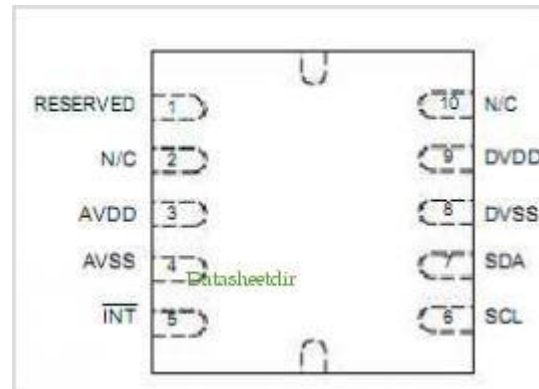 RESERVED 1 10 N/C
N/C 2 9 DVDD
AVDD 3 8 DVSS
AVSS 4 7 SDA
Datasheetdir
INT 5 6 SCL